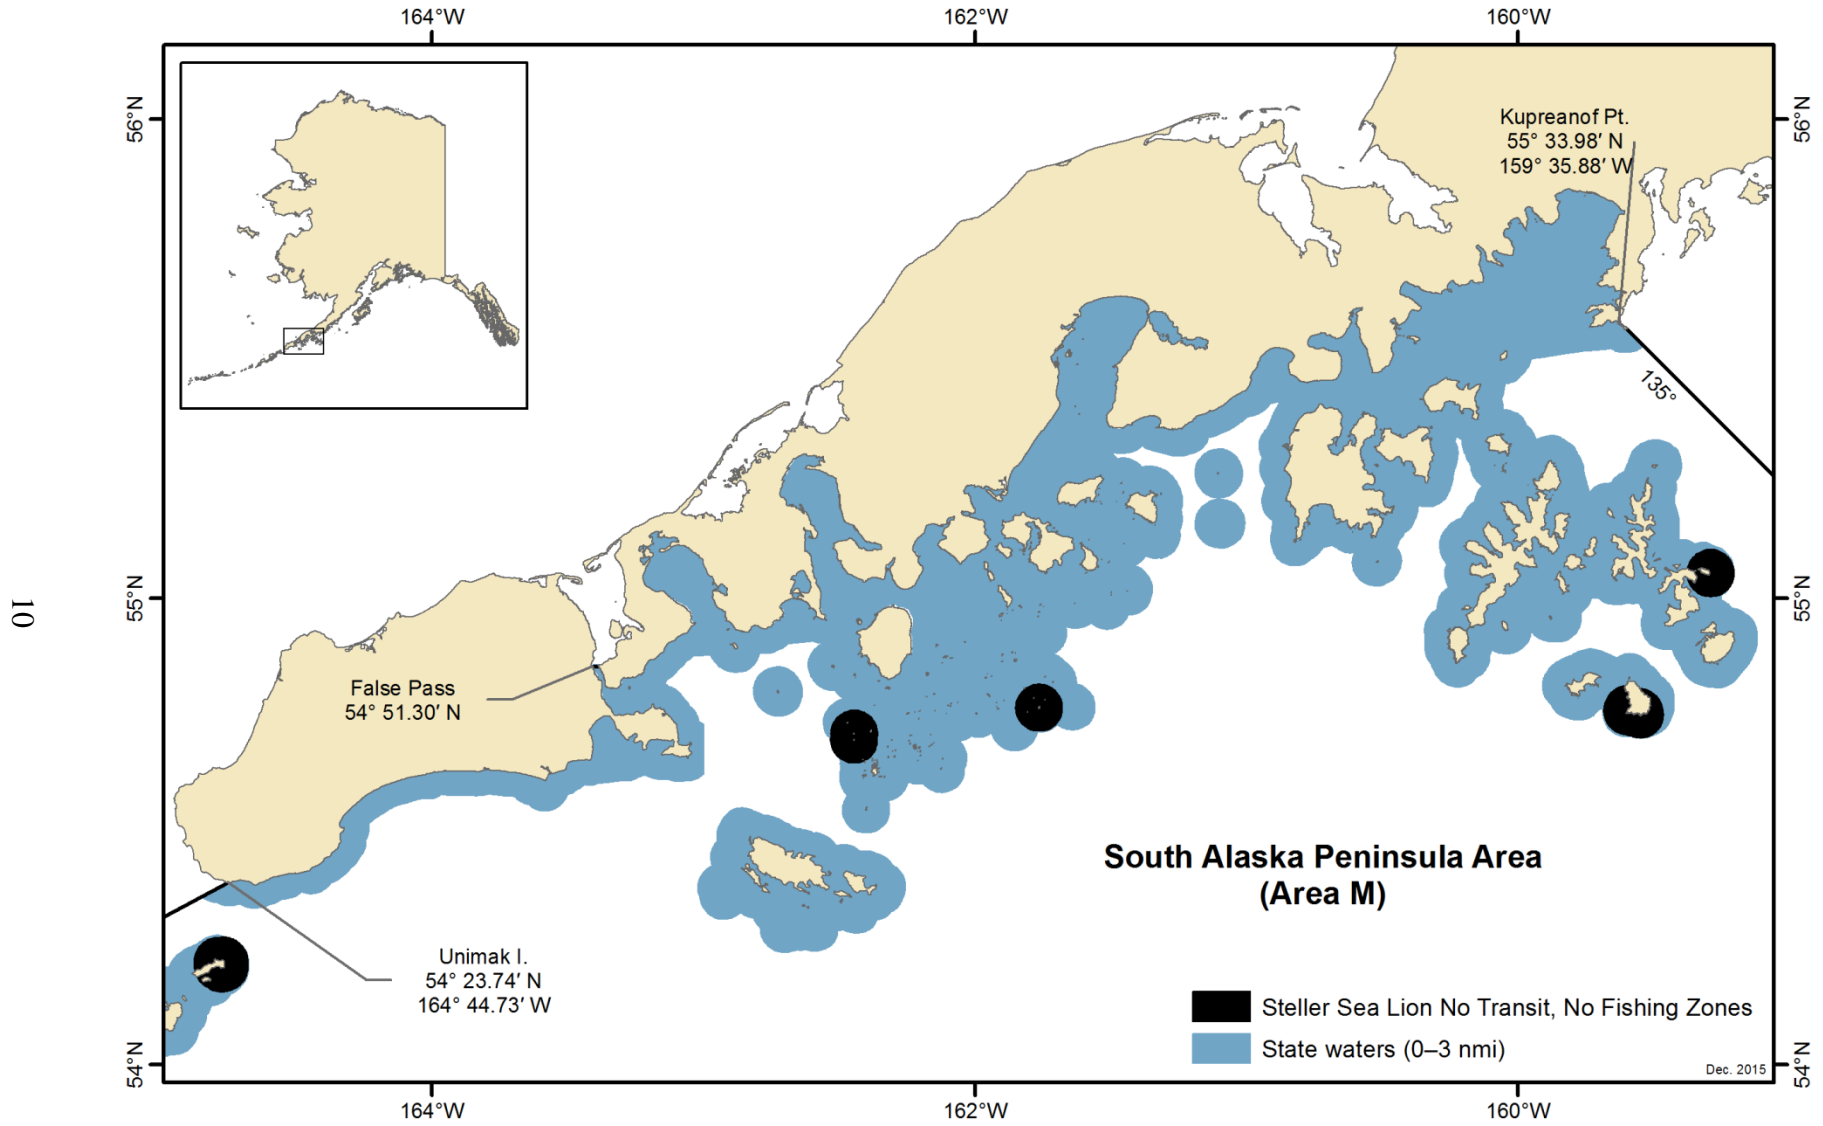 164°W
162°W
160°W
56°N
56°N
Kupreanof Pt.
55° 33.98′ N
159° 35.88′ W
135°
55°N
55°N
10
False Pass
54° 51.30′ N
South Alaska Peninsula Area
(Area M)
Unimak I.
54° 23.74′ N
164° 44.73′ W
Steller Sea Lion No Transit, No Fishing Zones
State waters (0–3 nmi)
Dec. 2015
54°N
54°N
164°W
162°W
160°W